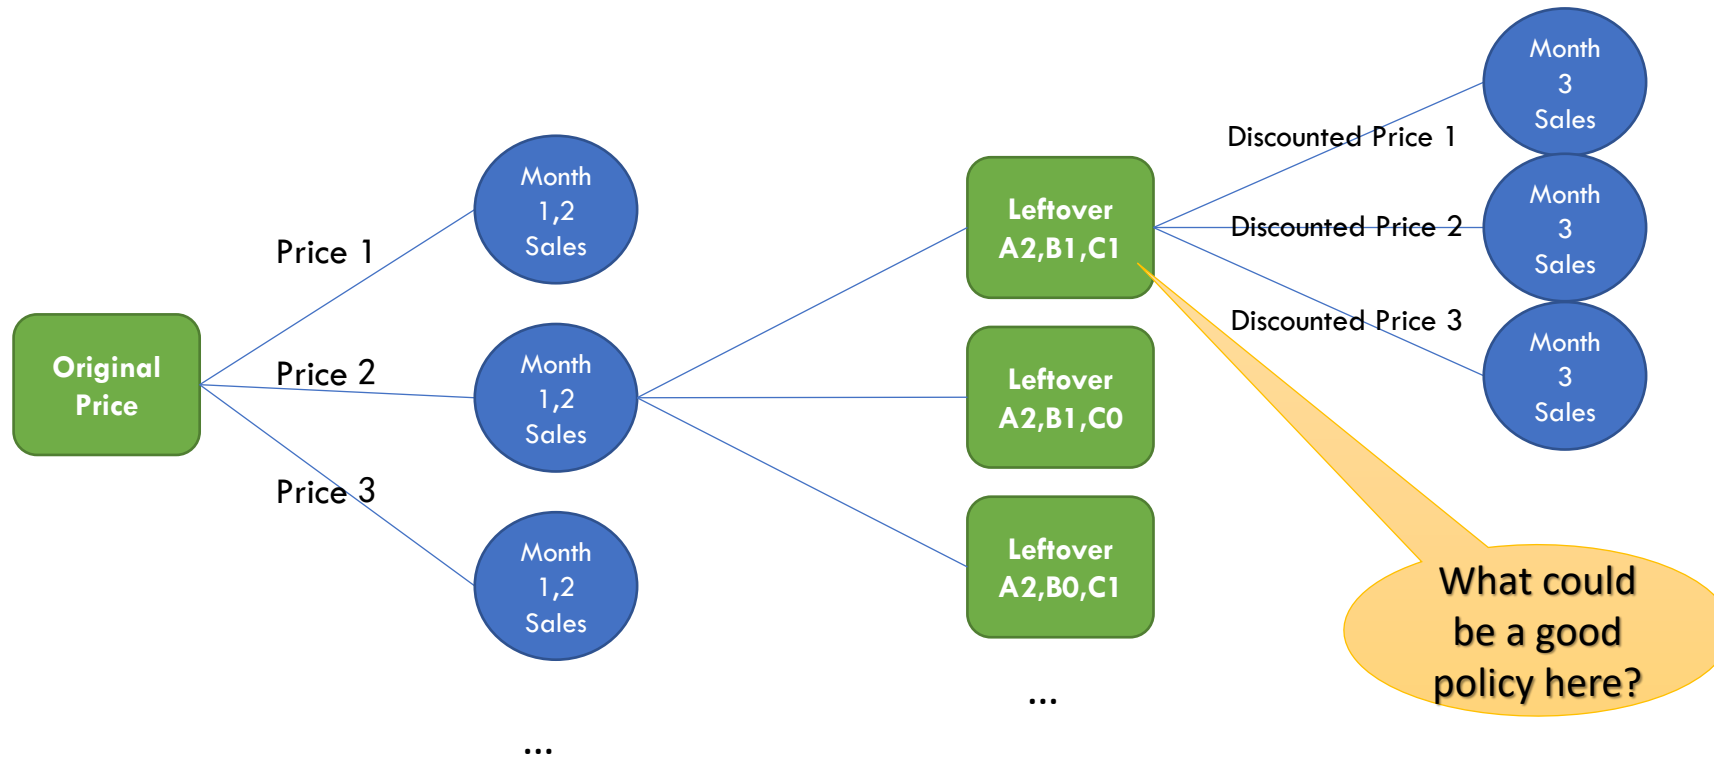 Original
Price
Price 1
Price 2
Price 3
Month
1,2
Sales
Month
1,2
Sales
Month
1,2
Sales
...
Leftover
A2,B1,C1
Leftover
A2,B1,C0
Leftover
A2,B0,C1
...
Discounted Price 1
Discounted Price 2
Discounted Price 3
Month
3
Sales
Month
3
Sales
Month
3
Sales
What could
be a good
policy here?